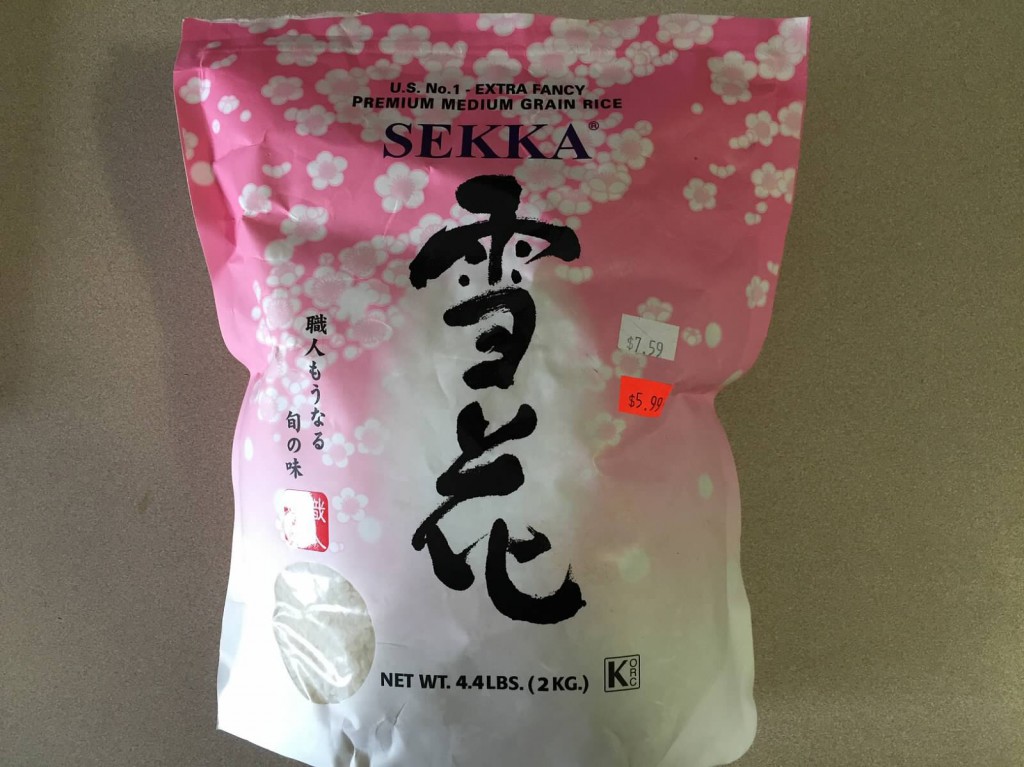 U.S. No.1 - EXTRA FANCY
PREMIUM MEDIUM GRAIN RICE
SEKKA®
雪花
$7.59
$5.99
職人もうなる
旬の味
NET WT. 4.4 LBS. (2 KG.)
K ORC